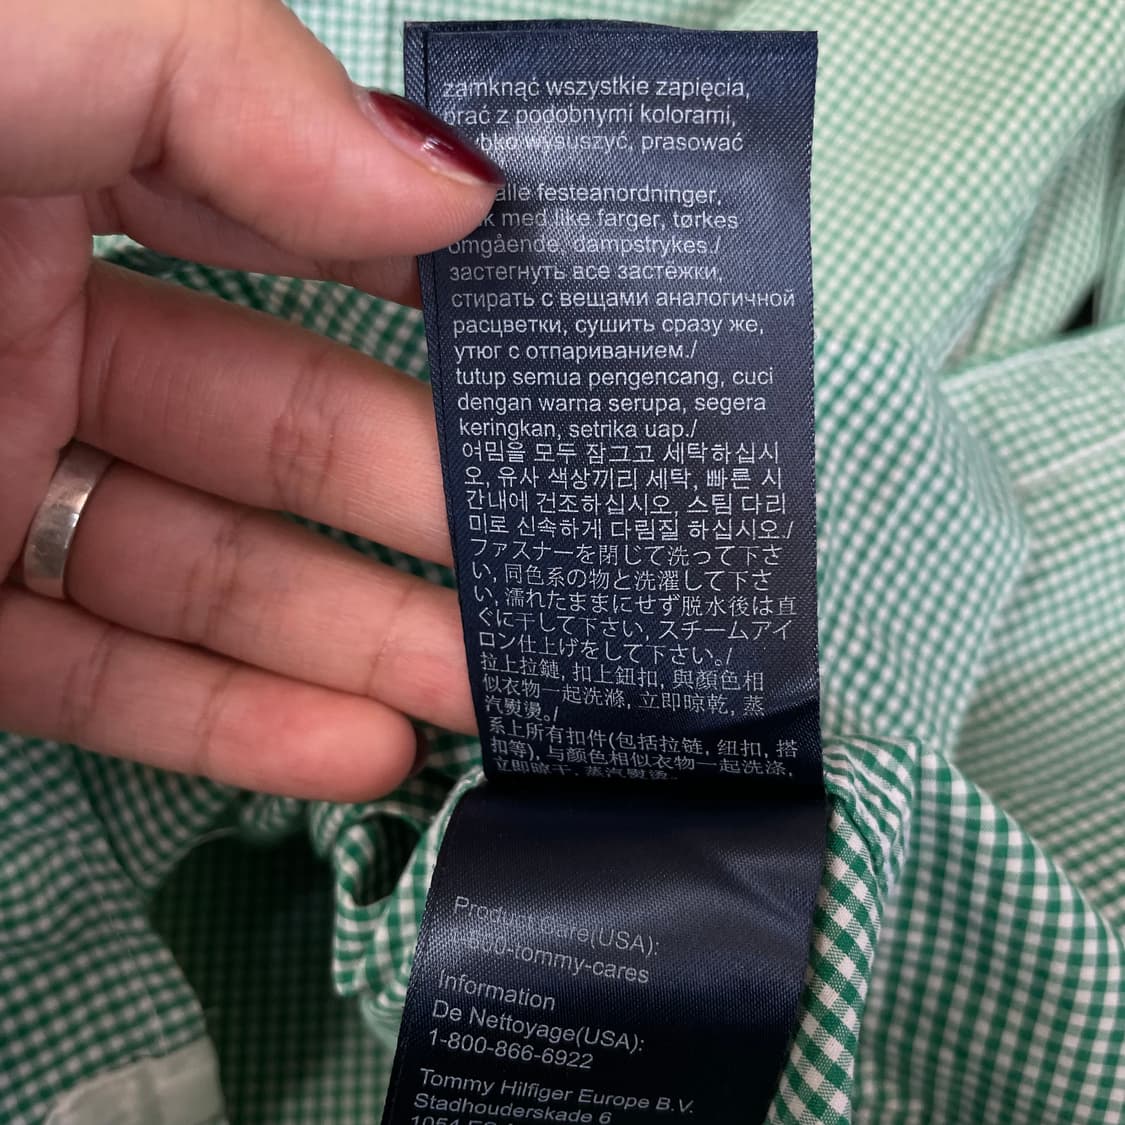 zamknąć wszystkie zapięcia,
prać z podobnymi kolorami,
wysuszyć, prasować
alle festeanordninger,
med like farger, tørkes
omgående, dampstrykes./
застегнуть все застежки,
стирать с вещами аналогичной
расцветки, сушить сразу же,
утюг с отпариванием./
tutup semua pengencang, cuci
dengan warna serupa, segera
keringkan, setrika uap./
여밈을 모두 잠그고 세탁하십시
오, 유사 색상끼리 세탁, 빠른 시
간내에 건조하십시오, 스팀 다리
미로 신속하게 다림질 하십시오./
ファスナーを閉じて洗って下さ
い, 同色系の物と洗濯して下さ
い, 濡れたままにせず脱水後は直
ぐに干して下さい, スチームアイ
ロン仕上げをして下さい。/
拉上拉鏈, 扣上鈕扣, 與顏色相
似衣物一起洗滌, 立即晾乾, 蒸
汽熨燙。/
系上所有扣件(包括拉链, 纽扣, 搭
扣等), 与颜色相似衣物一起洗涤,
立即晾干, 蒸汽熨烫.
Product care(USA):
1-800-tommy-cares
Information
De Nettoyage(USA):
1-800-866-6922
Tommy Hilfiger Europe B.V.
Stadhouderskade 6
1054